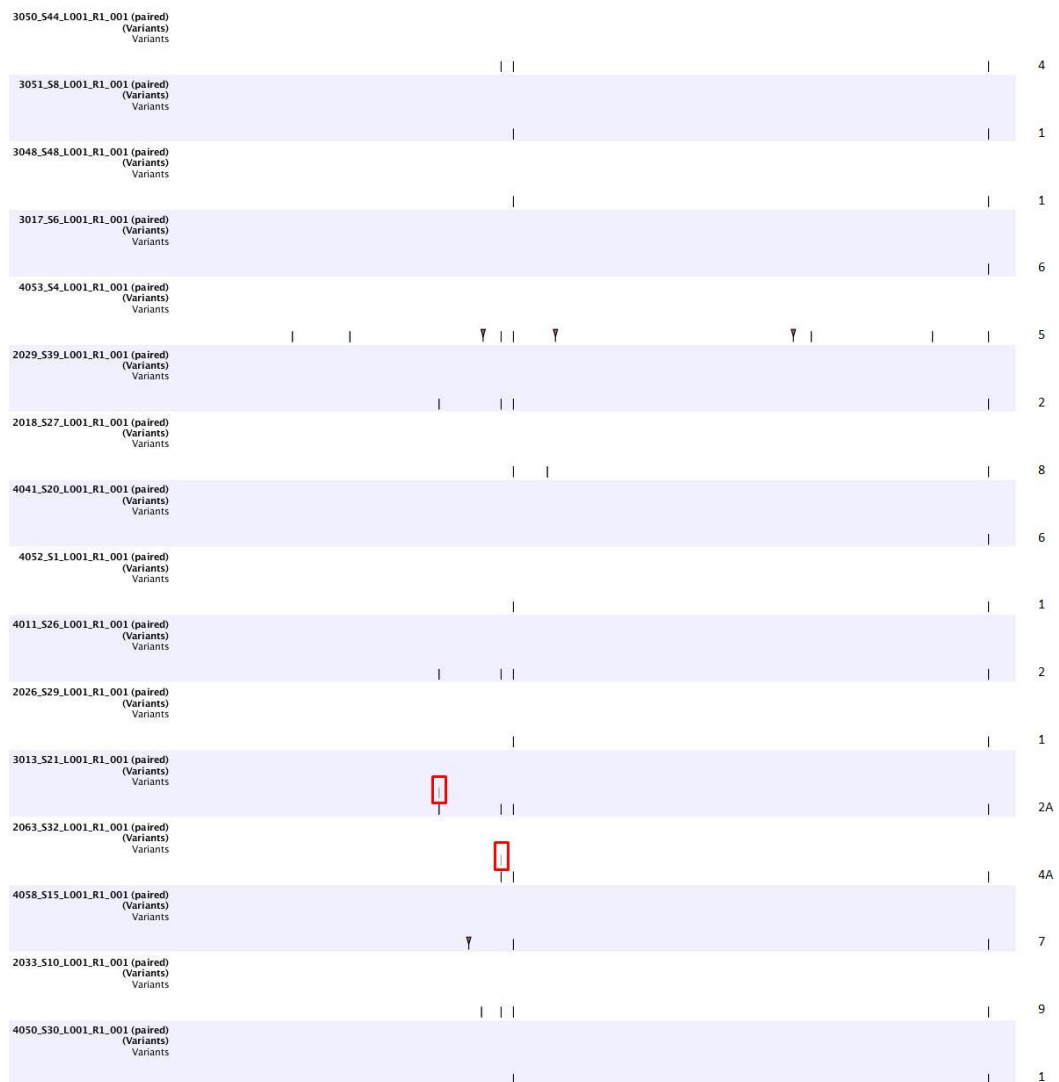 3050_S44_L001_R1_001 (paired)
(Variants)
Variants
4
3051_S8_L001_R1_001 (paired)
(Variants)
Variants
1
3048_S48_L001_R1_001 (paired)
(Variants)
Variants
1
3017_S6_L001_R1_001 (paired)
(Variants)
Variants
6
4053_S4_L001_R1_001 (paired)
(Variants)
Variants
5
2029_S39_L001_R1_001 (paired)
(Variants)
Variants
2
2018_S27_L001_R1_001 (paired)
(Variants)
Variants
8
4041_S20_L001_R1_001 (paired)
(Variants)
Variants
6
4052_S1_L001_R1_001 (paired)
(Variants)
Variants
1
4011_S26_L001_R1_001 (paired)
(Variants)
Variants
2
2026_S29_L001_R1_001 (paired)
(Variants)
Variants
1
3013_S21_L001_R1_001 (paired)
(Variants)
Variants
2A
2063_S32_L001_R1_001 (paired)
(Variants)
Variants
4A
4058_S15_L001_R1_001 (paired)
(Variants)
Variants
7
2033_S10_L001_R1_001 (paired)
(Variants)
Variants
9
4050_S30_L001_R1_001 (paired)
(Variants)
Variants
1